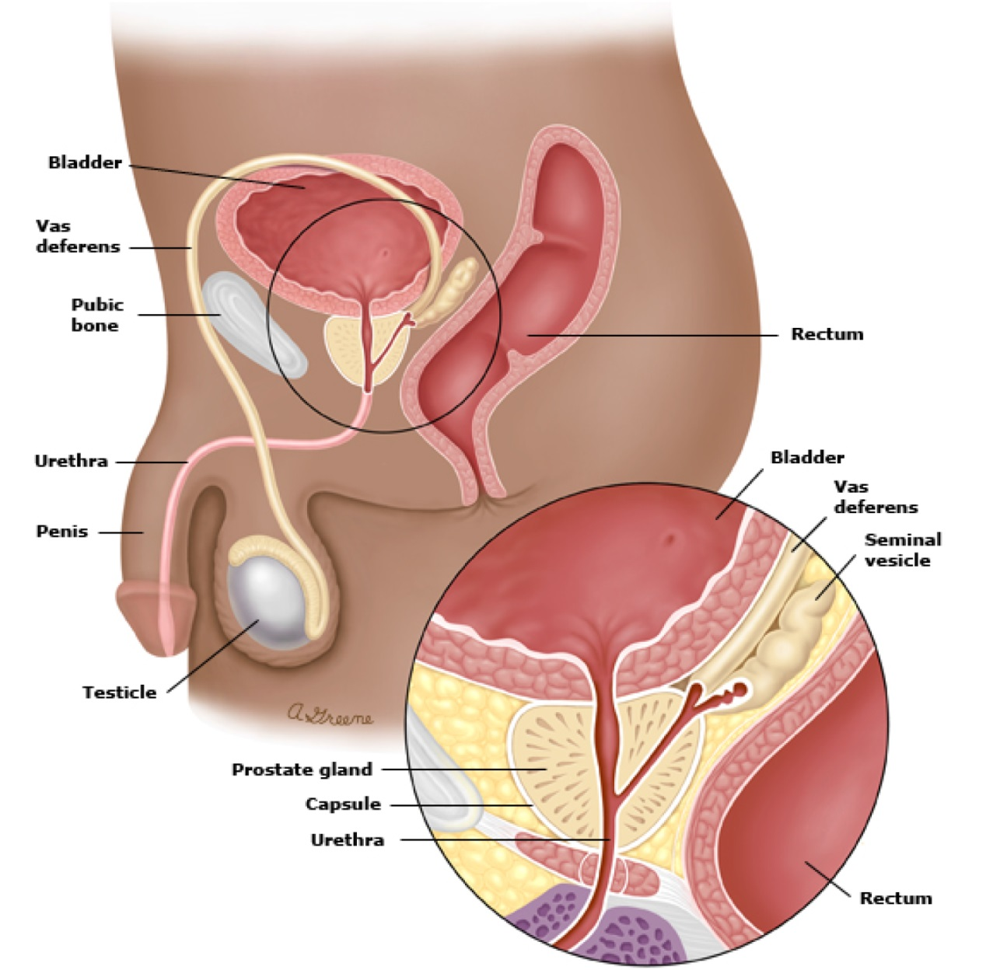 Bladder
Vas
deferens
Pubic
bone
Rectum
Urethra
Penis
Testicle
A.Greene
Bladder
Vas
deferens
Seminal
vesicle
Prostate gland
Capsule
Urethra
Rectum